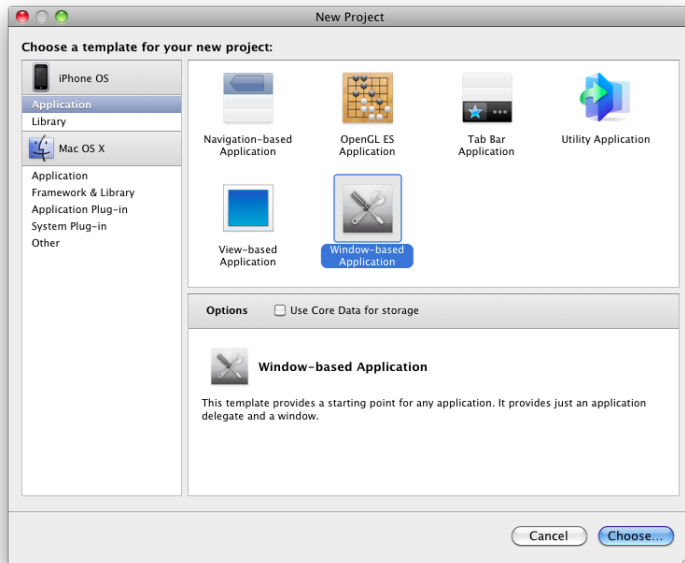 New Project
Choose a template for your new project:
iPhone OS
Application
Library
Mac OS X
Application
Framework & Library
Application Plug-in
System Plug-in
Other
Navigation-based
Application
OpenGL ES
Application
Tab Bar
Application
Utility Application
View-based
Application
Window-based
Application
Options
Use Core Data for storage
Window-based Application
This template provides a starting point for any application. It provides just an application
delegate and a window.
Cancel
Choose...